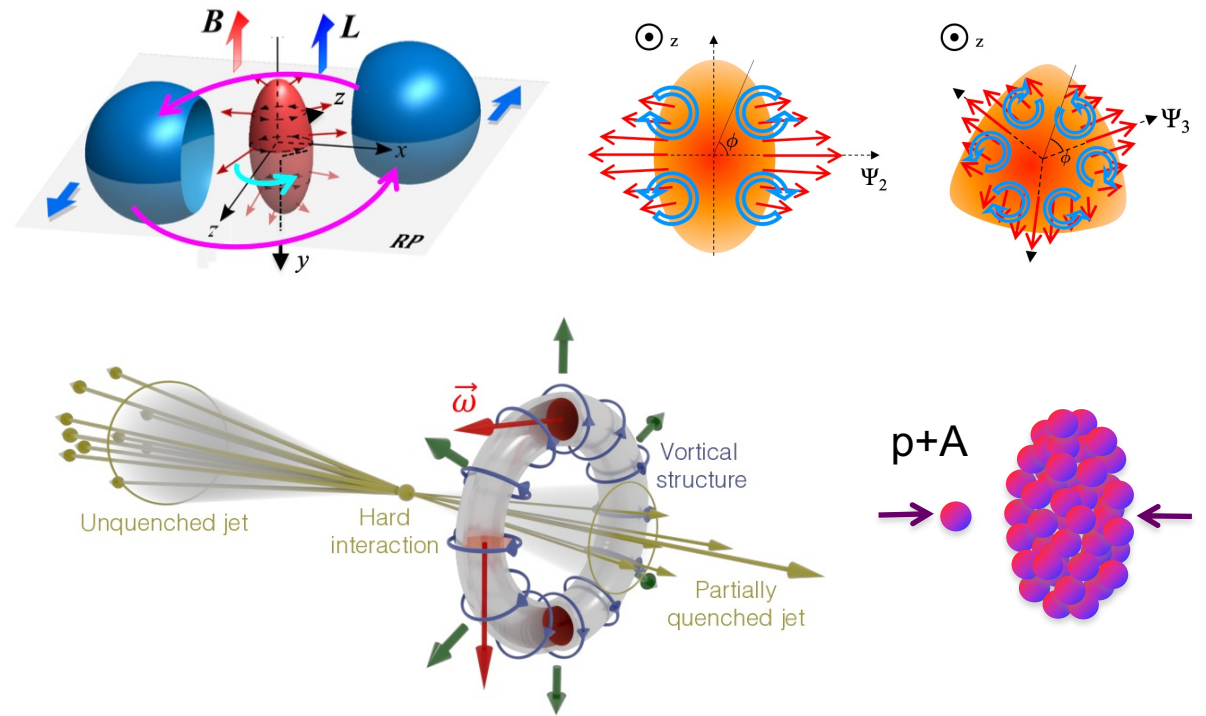 B
L
z
x
z
RP
y
z
ϕ
Ψ₂
z
ϕ
Ψ₃
ω⃗
Vortical
structure
Unquenched jet
Hard
interaction
Partially
quenched jet
p+A